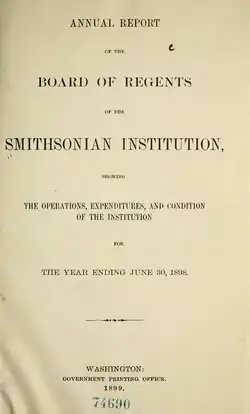 ANNUAL REPORT
OF THE
BOARD OF REGENTS
OF THE
SMITHSONIAN INSTITUTION,
SHOWING
THE OPERATIONS, EXPENDITURES, AND CONDITION
OF THE INSTITUTION
FOR
THE YEAR ENDING JUNE 30, 1898.
WASHINGTON:
GOVERNMENT PRINTING OFFICE.
1899.
74690